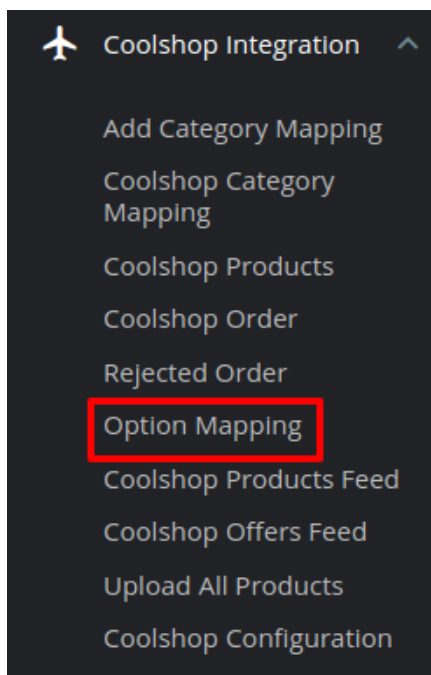 Coolshop Integration
Add Category Mapping
Coolshop Category
Mapping
Coolshop Products
Coolshop Order
Rejected Order
Option Mapping
Coolshop Products Feed
Coolshop Offers Feed
Upload All Products
Coolshop Configuration